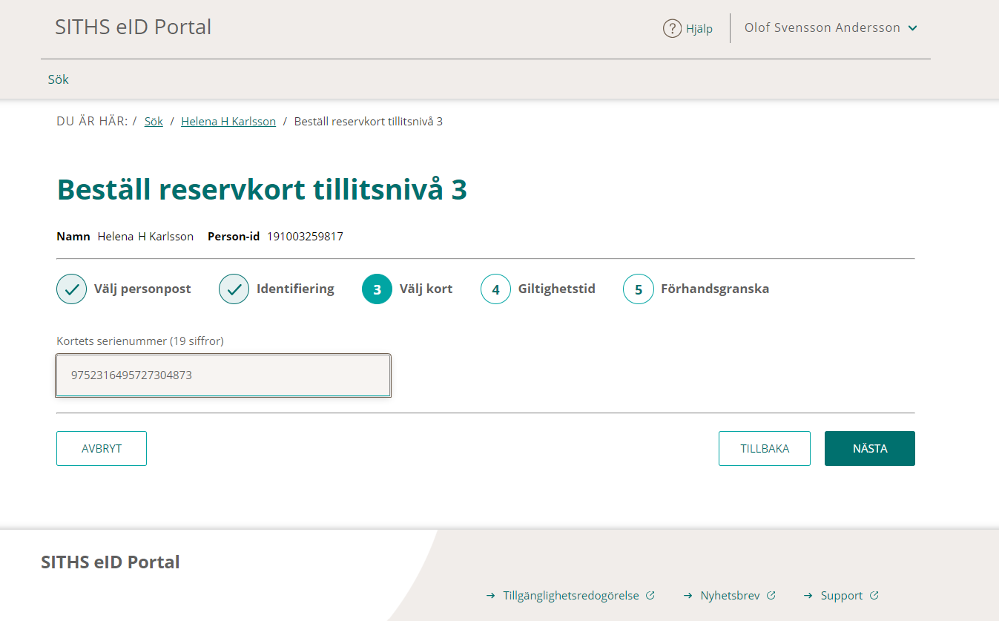 SITHS eID Portal
? Hjälp
Olof Svensson Andersson
Sök
DU ÄR HÄR: / Sök / Helena H Karlsson / Beställ reservkort tillitsnivå 3
Beställ reservkort tillitsnivå 3
Namn Helena H Karlsson Person-id 191003259817
Välj personpost Identifiering 3 Välj kort 4 Giltighetstid 5 Förhandsgranska
Kortets serienummer (19 siffror)
9752316495727304873
AVBRYT TILLBAKA NÄSTA
SITHS eID Portal
Tillgänglighetsredogörelse Nyhetsbrev Support